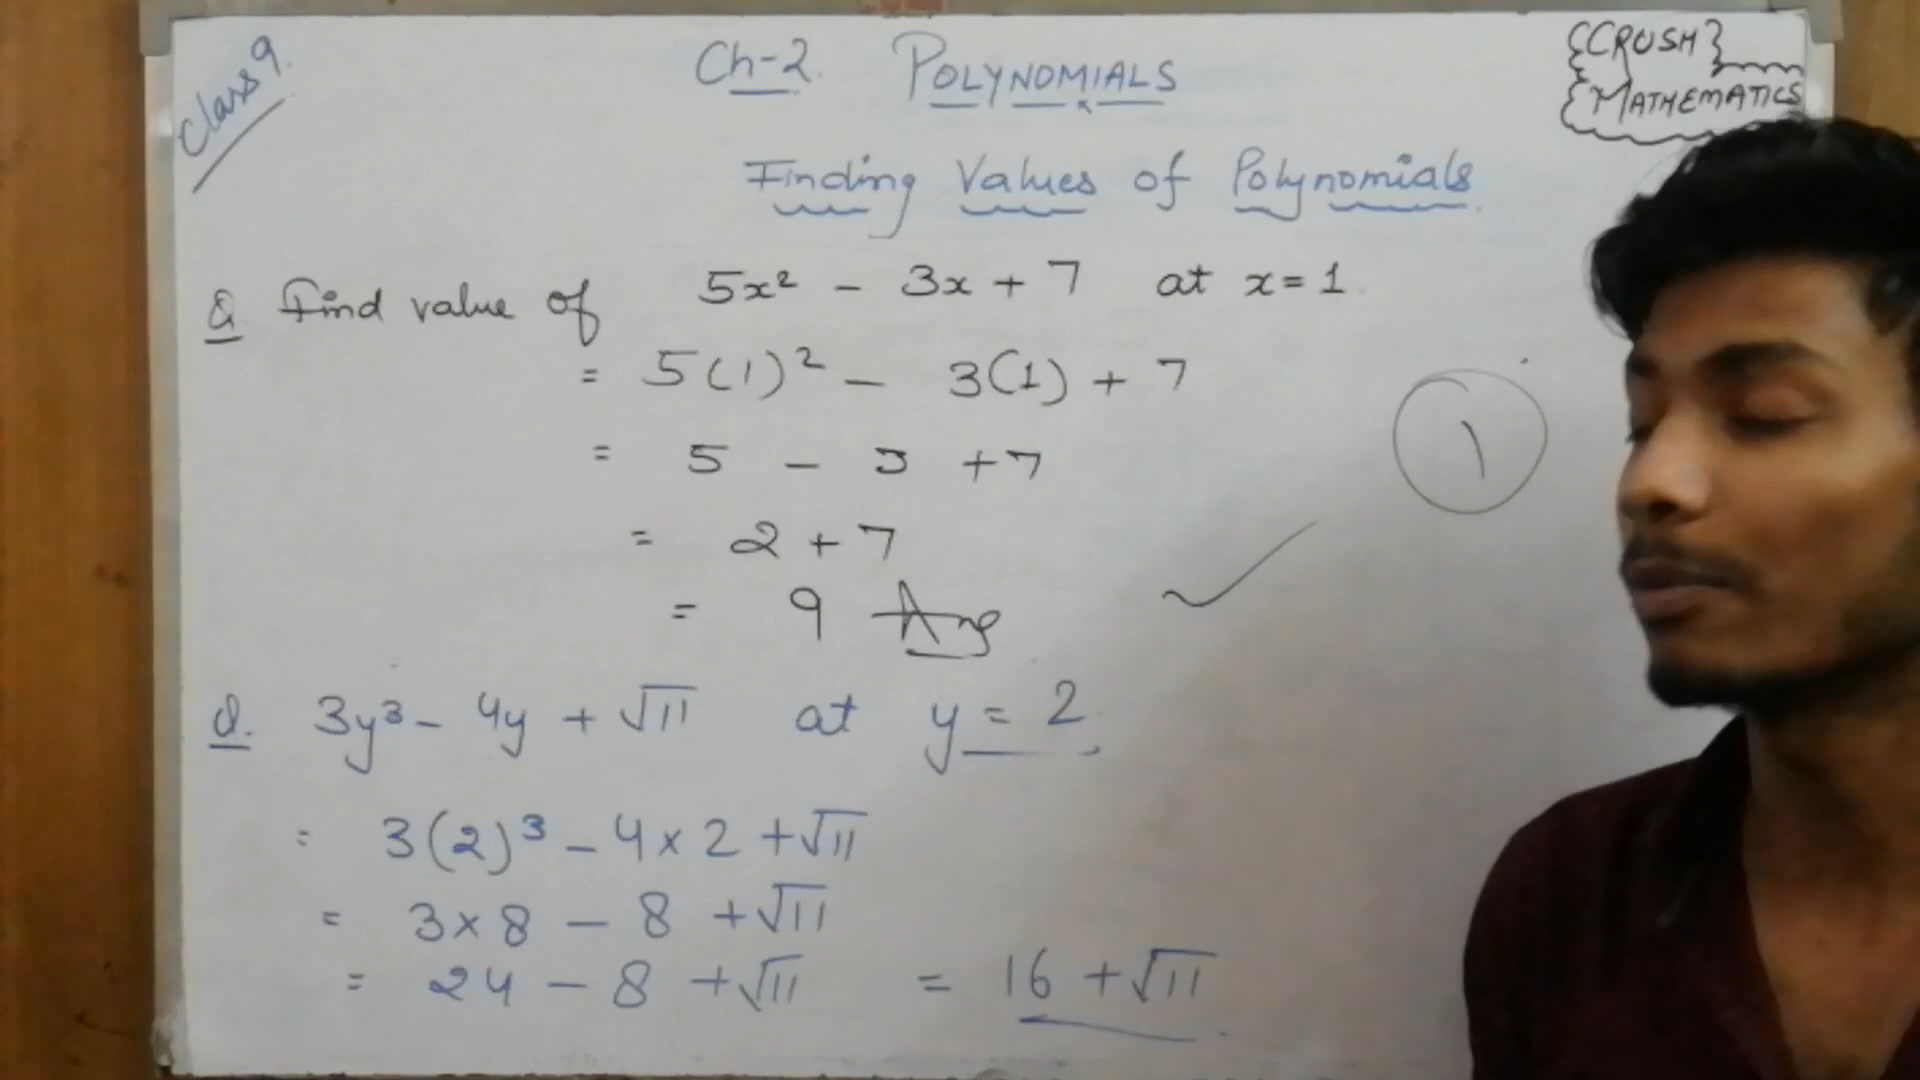 Class 9.
Ch-2. POLYNOMIALS
{CRUSH}
{MATHEMATICS
Finding Values of Polynomials
Q Find value of 5x² - 3x + 7 at x = 1
= 5(1)² - 3(1) + 7
= 5 - 3 + 7
= 2 + 7
= 9 Ans
1
Q. 3y³ - 4y + √11 at y = 2
= 3(2)³ - 4 × 2 + √11
= 3 × 8 - 8 + √11
= 24 - 8 + √11 = 16 + √11